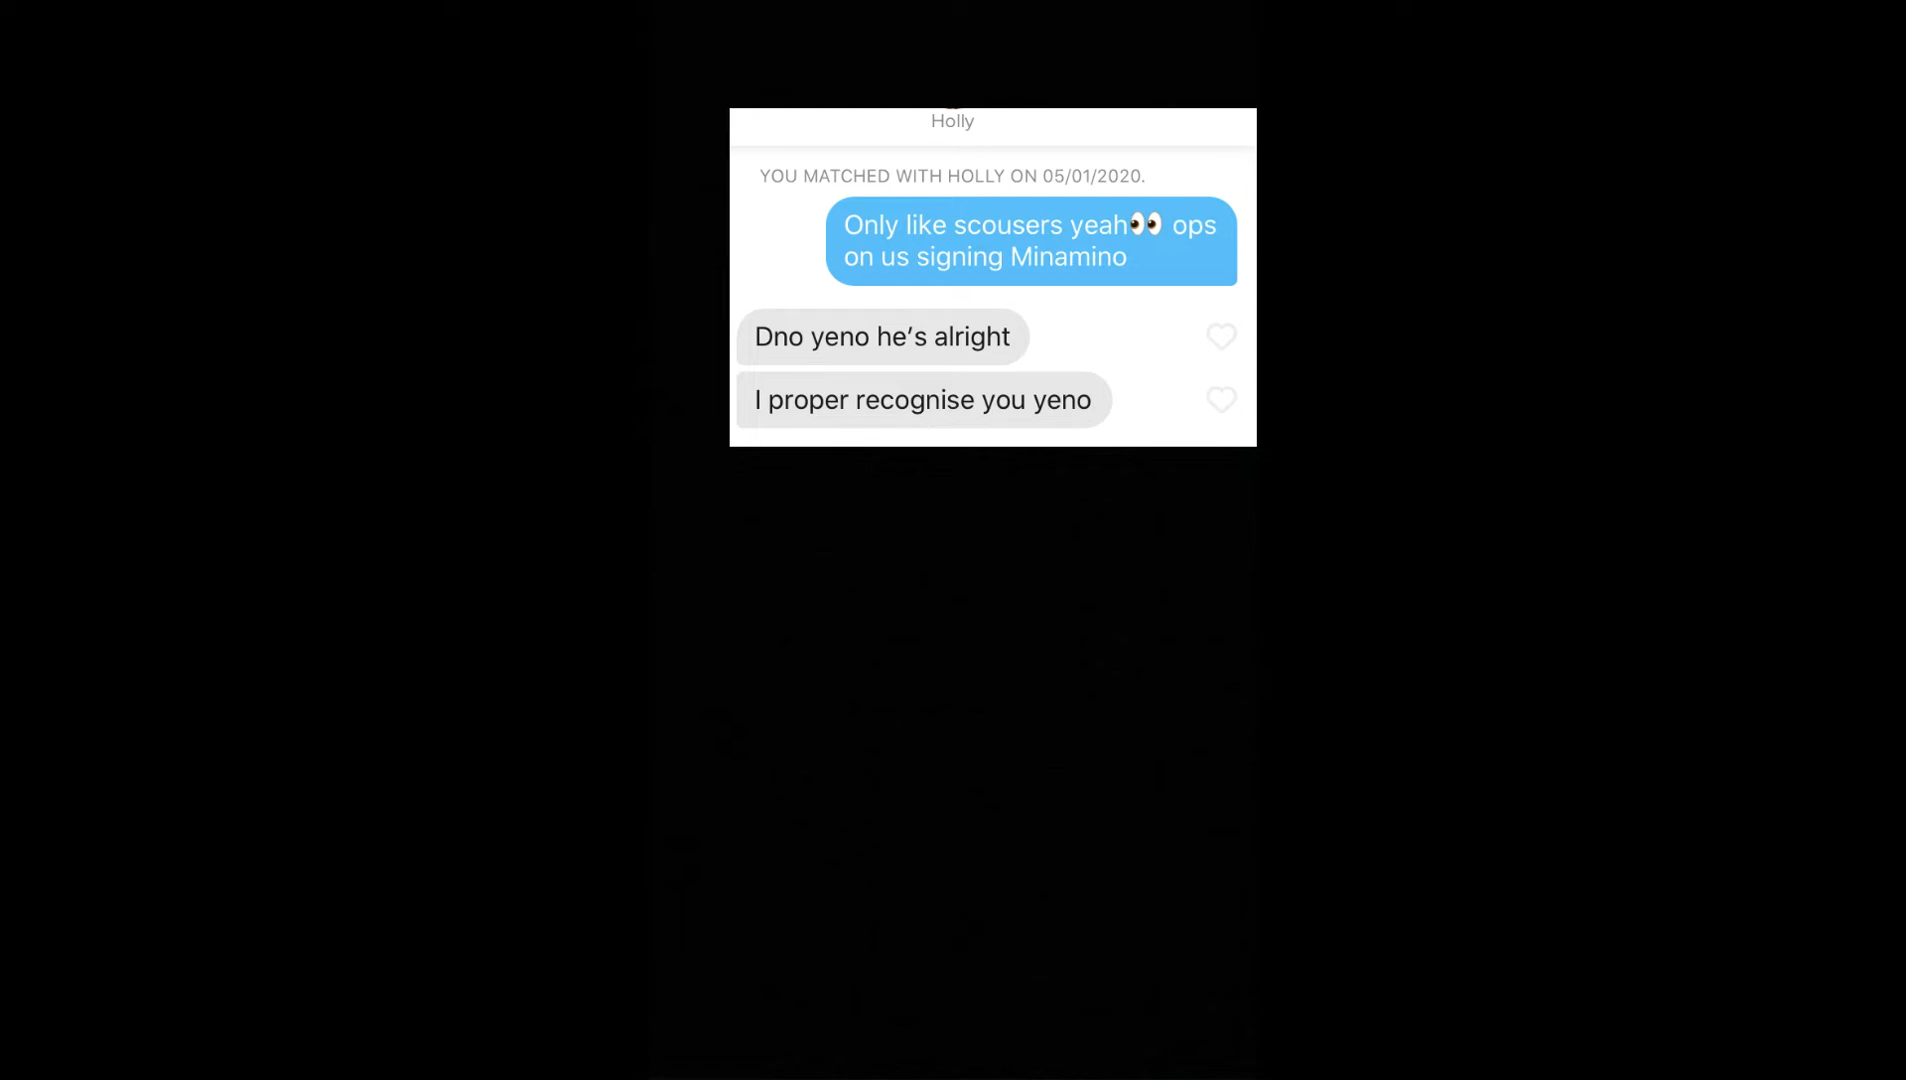 Holly
YOU MATCHED WITH HOLLY ON 05/01/2020.
Only like scousers yeah👀 ops
on us signing Minamino
Dno yeno he’s alright
I proper recognise you yeno